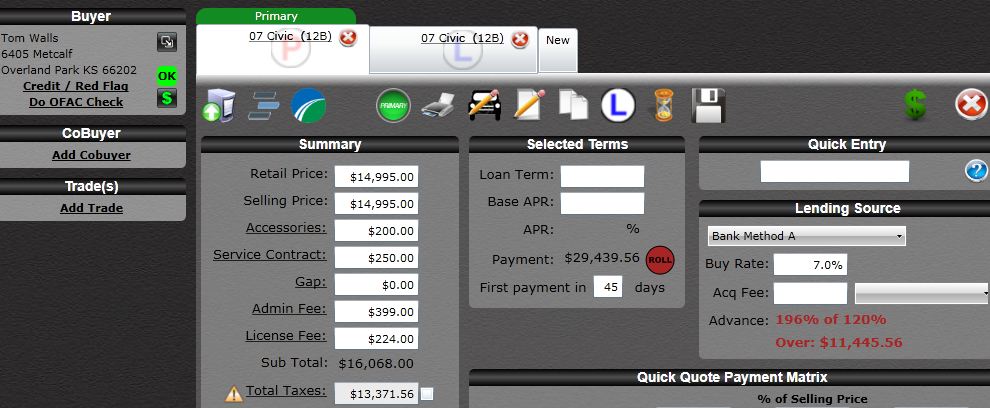 Buyer
Tom Walls
6405 Metcalf
Overland Park KS 66202
OK
Credit / Red Flag
Do OFAC Check
$
CoBuyer
Add Cobuyer
Trade(s)
Add Trade
Primary
07 Civic (12B)
P
07 Civic (12B)
L
New
PRIMARY
L
$
Summary
Retail Price: $14,995.00
Selling Price: $14,995.00
Accessories: $200.00
Service Contract: $250.00
Gap: $0.00
Admin Fee: $399.00
License Fee: $224.00
Sub Total: $16,068.00
Total Taxes: $13,371.56
Selected Terms
Loan Term:
Base APR:
APR: %
Payment: $29,439.56 ROLL
First payment in 45 days
Quick Entry
?
Lending Source
Bank Method A
Buy Rate: 7.0%
Acq Fee:
Advance: 196% of 120%
Over: $11,445.56
Quick Quote Payment Matrix
% of Selling Price